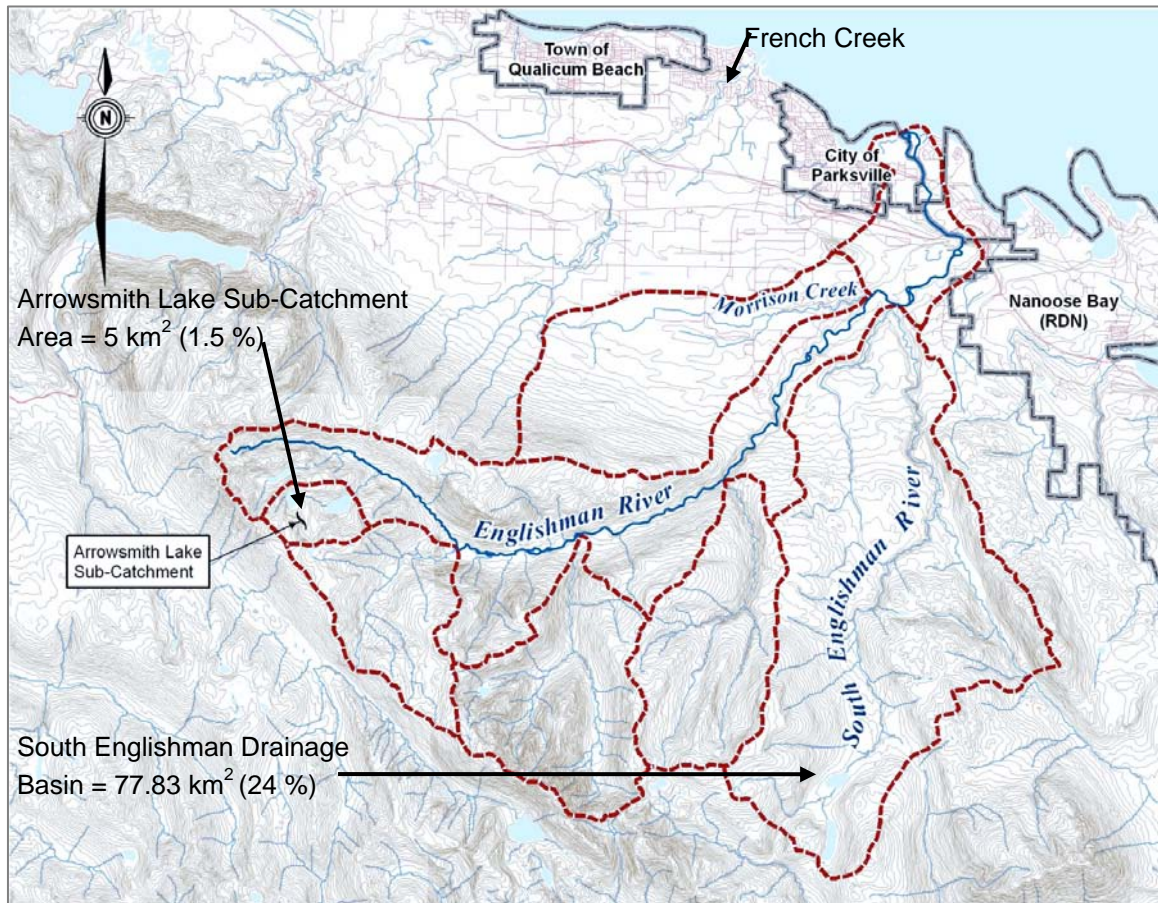 French Creek
Town of
Qualicum Beach
N
City of
Parksville
Arrowsmith Lake Sub-Catchment
Area = 5 km² (1.5 %)
Morrison Creek
Nanoose Bay
(RDN)
Englishman River
Arrowsmith Lake
Sub-Catchment
South Englishman River
South Englishman Drainage
Basin = 77.83 km² (24 %)